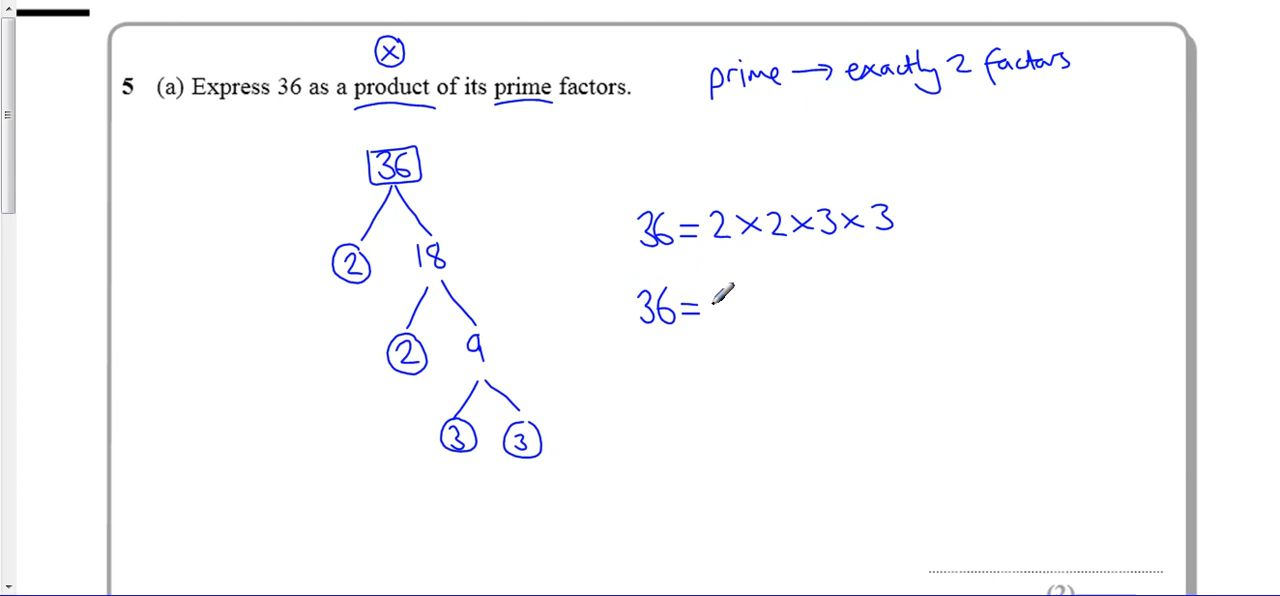 ×
5 (a) Express 36 as a product of its prime factors.
prime → exactly 2 factors
36
36 = 2 × 2 × 3 × 3
2 18
36 =
2 9
3 3
(2)